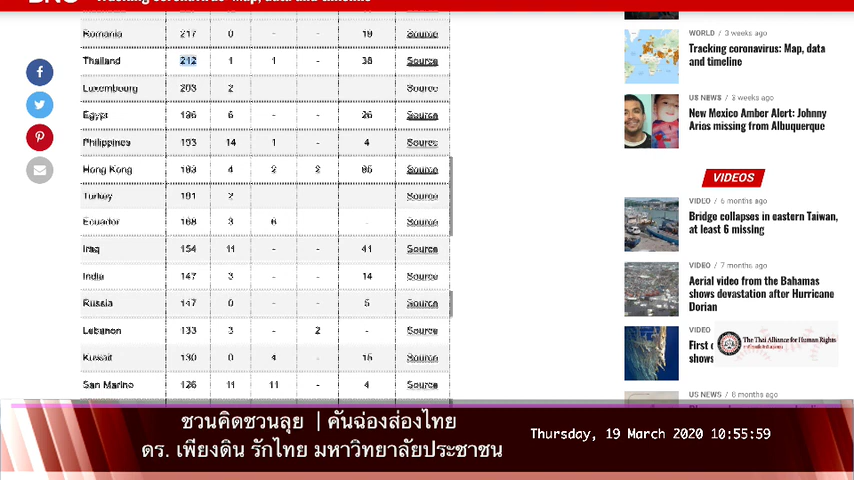 Tracking coronavirus: Map, data and timeline
Romania 217 0 - - 19 Source
Thailand 212 1 1 - 38 Source
Luxembourg 203 2 Source
Egypt 196 6 - - 26 Source
Philippines 193 14 1 - 4 Source
Hong Kong 183 4 2 2 85 Source
Turkey 191 2 Source
Ecuador 168 3 6 - Source
Iraq 154 11 - - 41 Source
India 147 3 - 14 Source
Russia 147 0 - - 5 Source
Lebanon 133 3 - 2 - Source
Kuwait 130 0 4 - 15 Source
San Marino 126 11 11 - 4 Source
WORLD / 3 weeks ago
Tracking coronavirus: Map, data
and timeline
US NEWS / 3 weeks ago
New Mexico Amber Alert: Johnny
Arias missing from Albuquerque
VIDEOS
VIDEO / 6 months ago
Bridge collapses in eastern Taiwan,
at least 6 missing
VIDEO / 7 months ago
Aerial video from the Bahamas
shows devastation after Hurricane
Dorian
VIDEO
First
shows
The Thai Alliance for Human Rights
US NEWS / 8 months ago
ชวนคิดชวนลุย | คันฉ่องส่องไทย
ดร. เพียงดิน รักไทย มหาวิทยาลัยประชาชน
Thursday, 19 March 2020 10:55:59